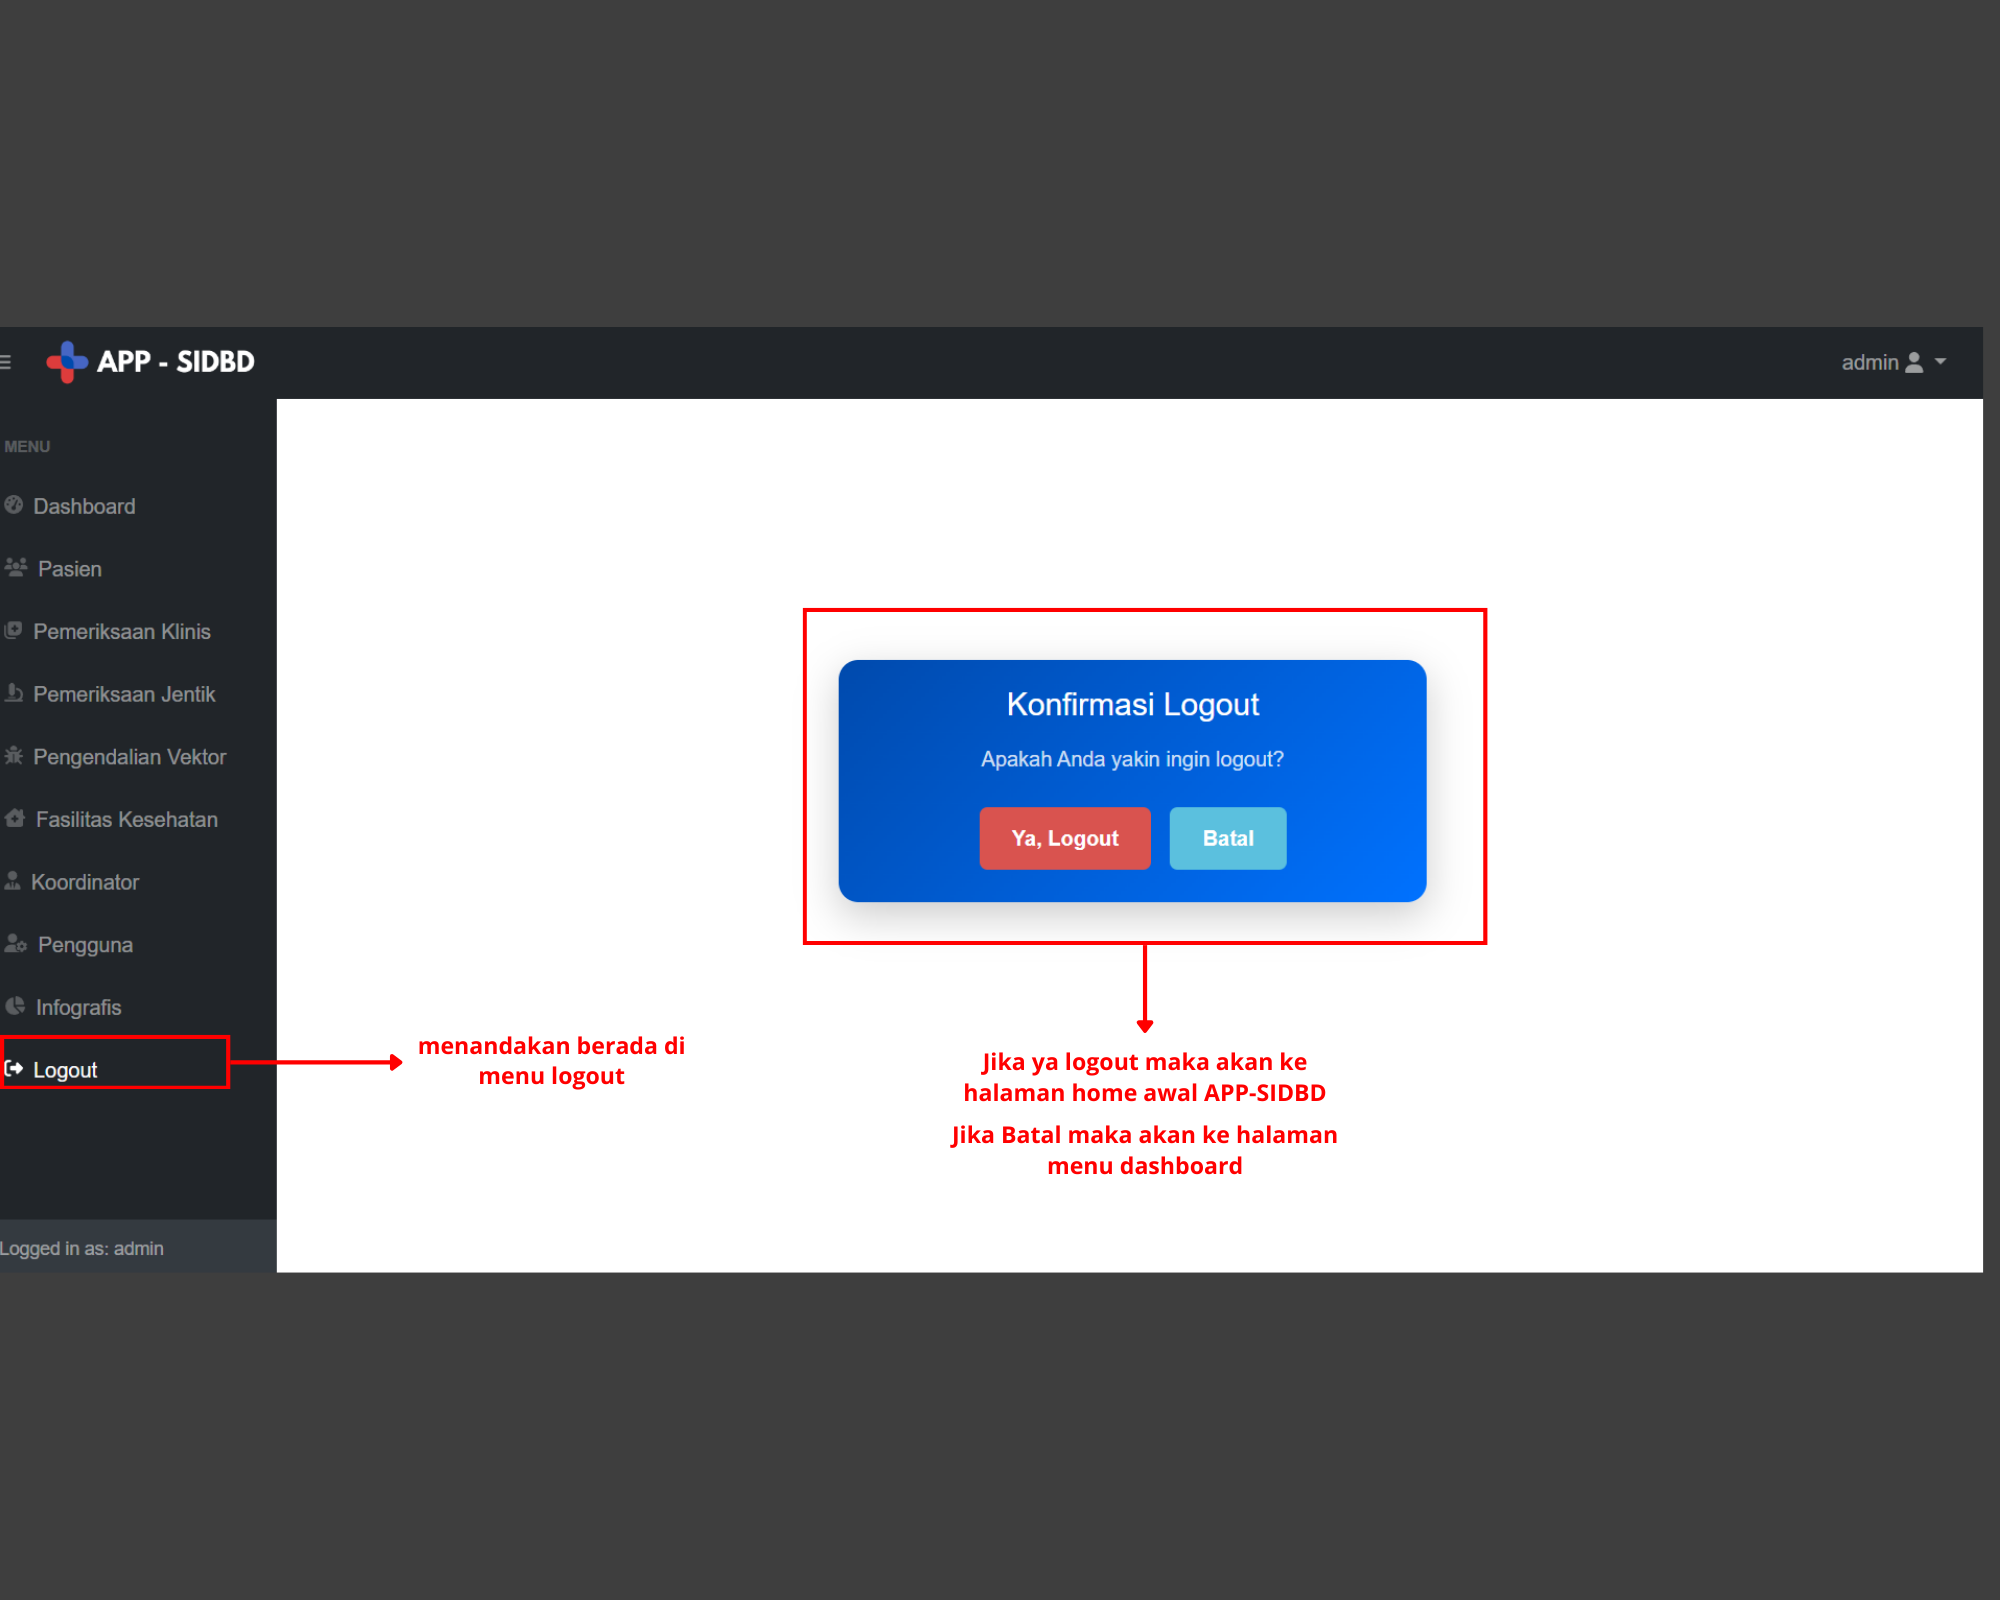 APP - SIDBD
admin
MENU
Dashboard
Pasien
Pemeriksaan Klinis
Pemeriksaan Jentik
Pengendalian Vektor
Fasilitas Kesehatan
Koordinator
Pengguna
Infografis
Logout
Logged in as: admin
Konfirmasi Logout
Apakah Anda yakin ingin logout?
Ya, Logout
Batal
menandakan berada di
menu logout
Jika ya logout maka akan ke
halaman home awal APP-SIDBD
Jika Batal maka akan ke halaman
menu dashboard